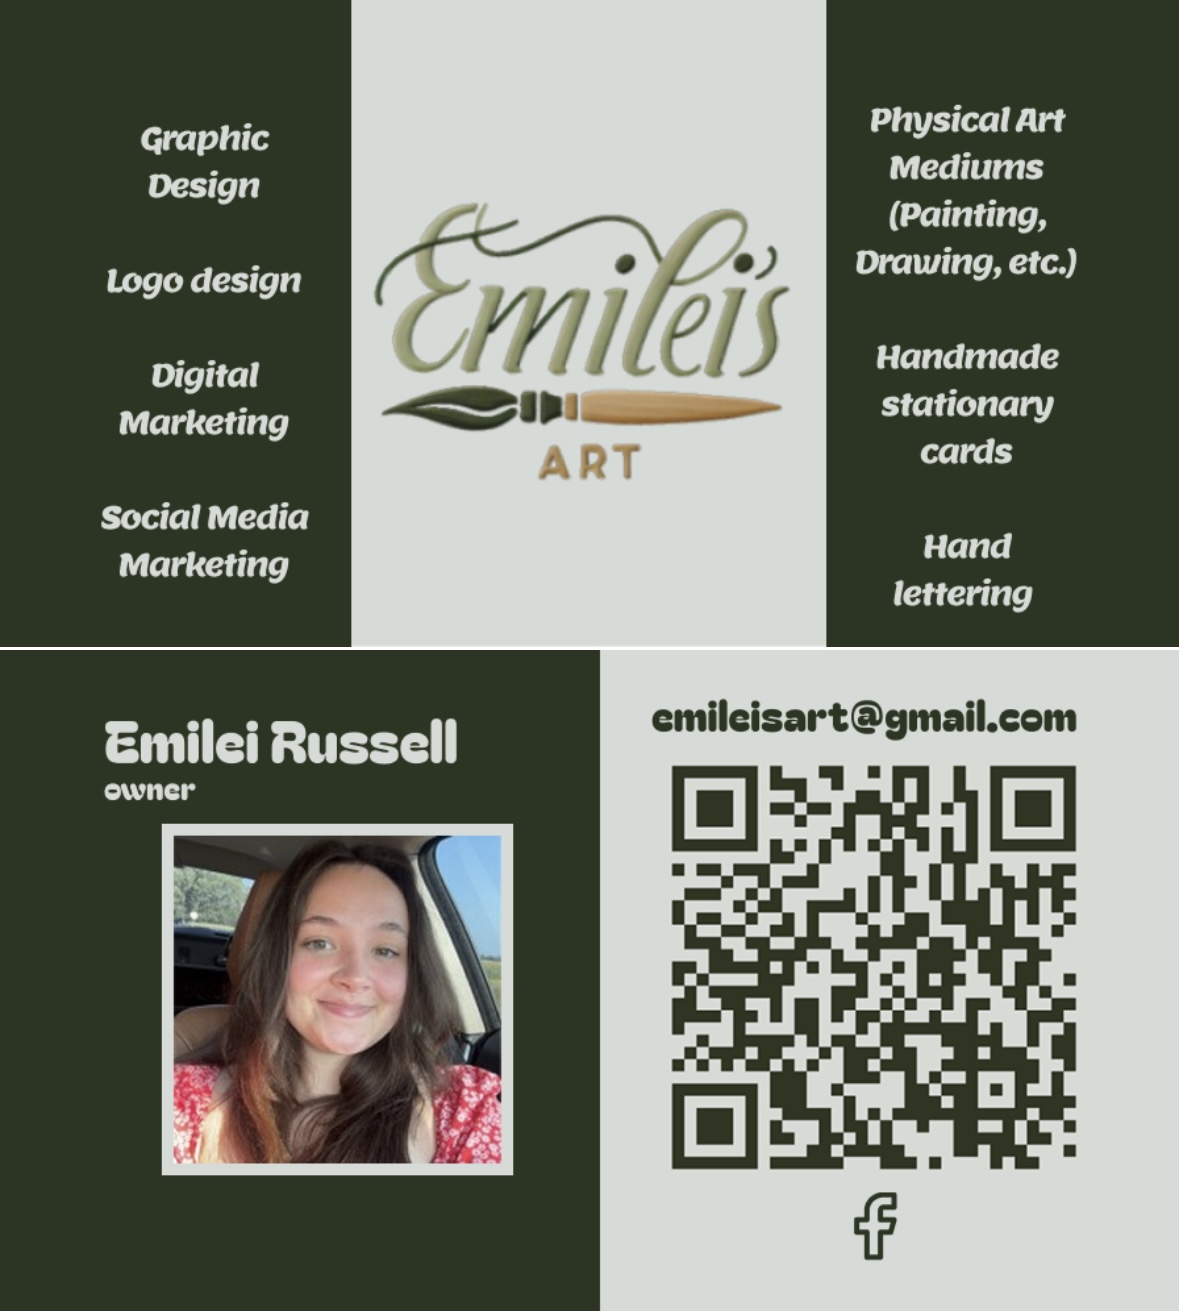 Graphic
Design
Logo design
Digital
Marketing
Social Media
Marketing
Emilei's
ART
Physical Art
Mediums
(Painting,
Drawing, etc.)
Handmade
stationary
cards
Hand
lettering
Emilei Russell
owner
emileisart@gmail.com